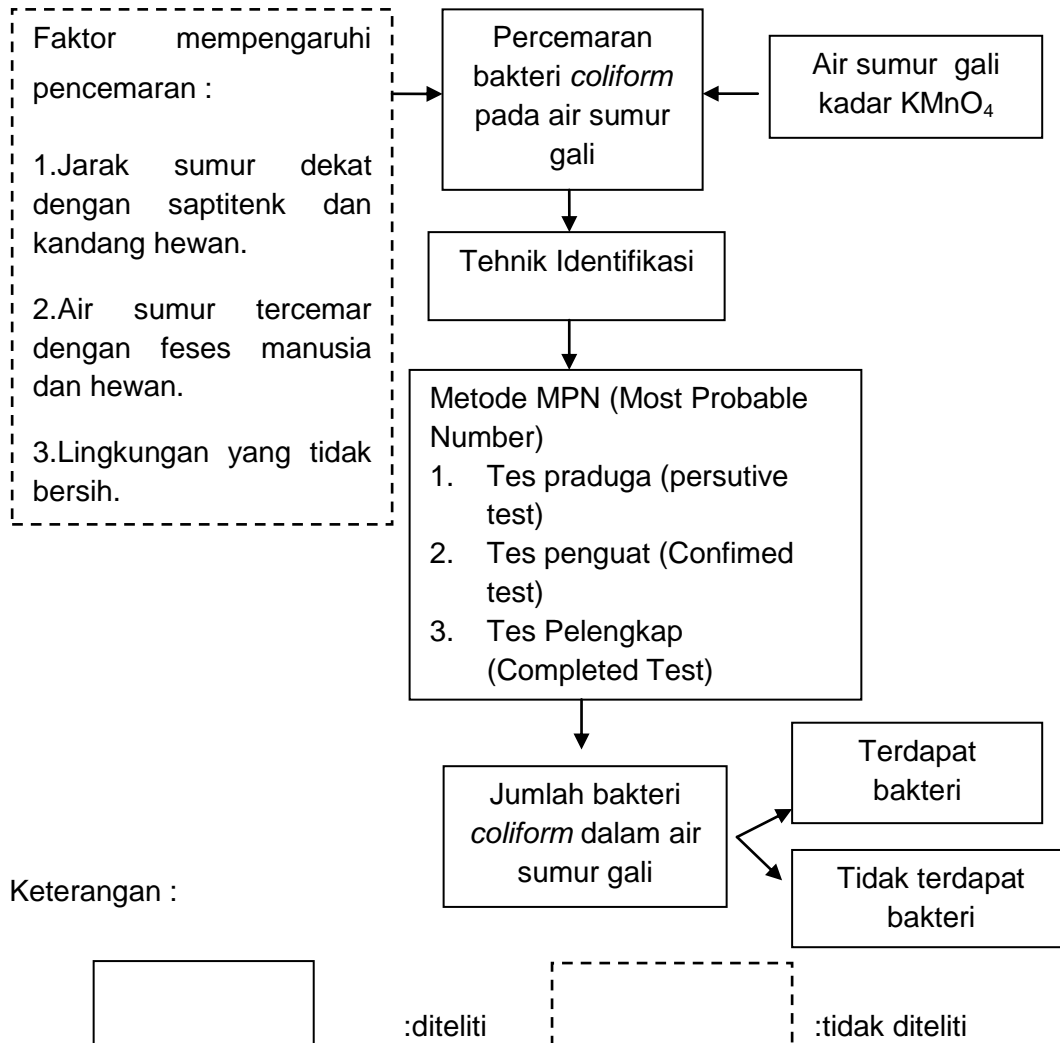 Faktor mempengaruhi
pencemaran :
1.Jarak sumur dekat
dengan saptitenk dan
kandang hewan.
2.Air sumur tercemar
dengan feses manusia
dan hewan.
3.Lingkungan yang tidak
bersih.
Percemaran
bakteri coliform
pada air sumur
gali
Air sumur gali
kadar KMnO₄
Tehnik Identifikasi
Metode MPN (Most Probable
Number)
1. Tes praduga (persutive
test)
2. Tes penguat (Confimed
test)
3. Tes Pelengkap
(Completed Test)
Jumlah bakteri
coliform dalam air
sumur gali
Terdapat
bakteri
Tidak terdapat
bakteri
Keterangan :
:diteliti
:tidak diteliti